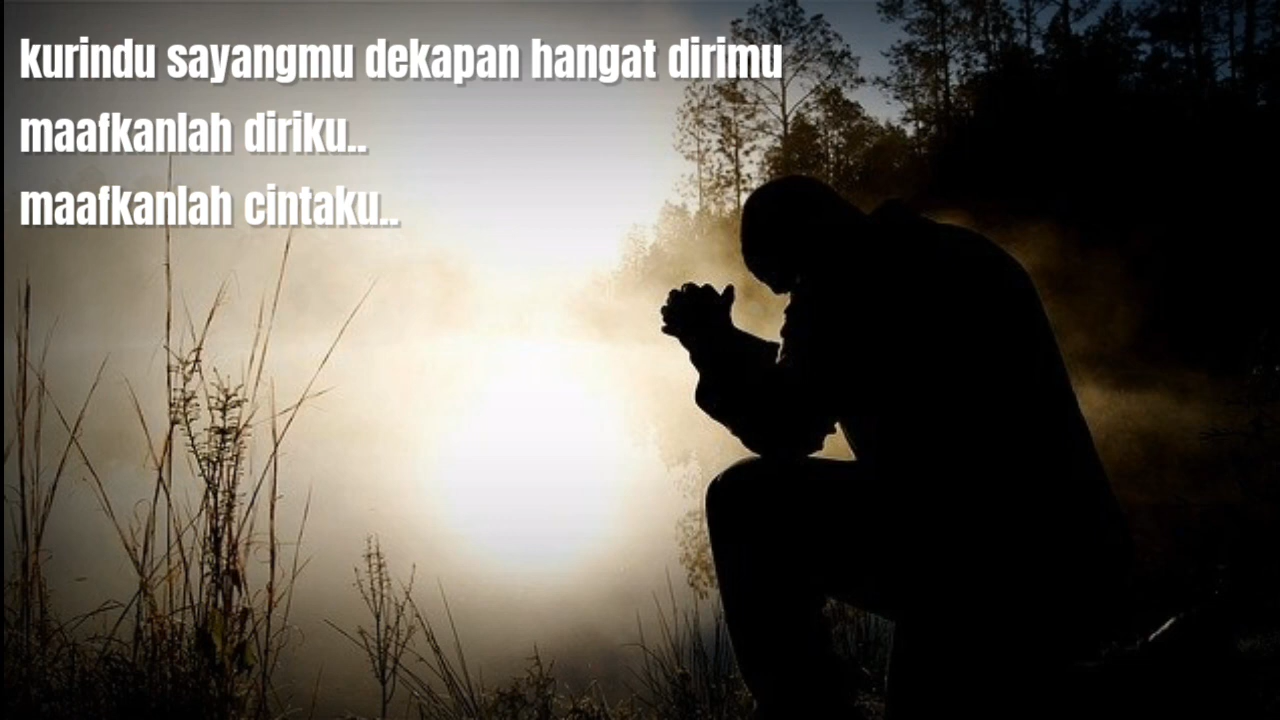 kurindu sayangmu dekapan hangat dirimu
maafkanlah diriku..
maafkanlah cintaku..